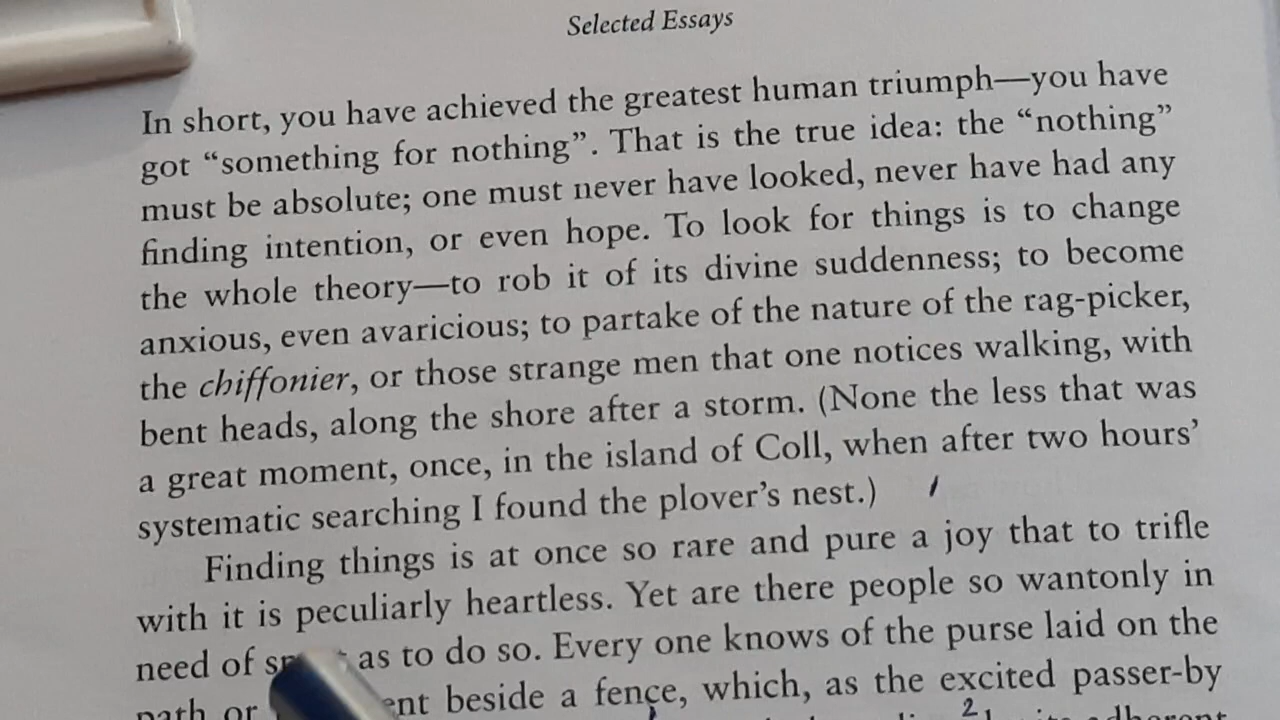 Selected Essays
In short, you have achieved the greatest human triumph—you have
got “something for nothing”. That is the true idea: the “nothing”
must be absolute; one must never have looked, never have had any
finding intention, or even hope. To look for things is to change
the whole theory—to rob it of its divine suddenness; to become
anxious, even avaricious; to partake of the nature of the rag-picker,
the chiffonier, or those strange men that one notices walking, with
bent heads, along the shore after a storm. (None the less that was
a great moment, once, in the island of Coll, when after two hours’
systematic searching I found the plover’s nest.)
Finding things is at once so rare and pure a joy that to trifle
with it is peculiarly heartless. Yet are there people so wantonly in
need of as to do so. Every one knows of the purse laid on the
path or beside a fence, which, as the excited passer-by
2 its adherent